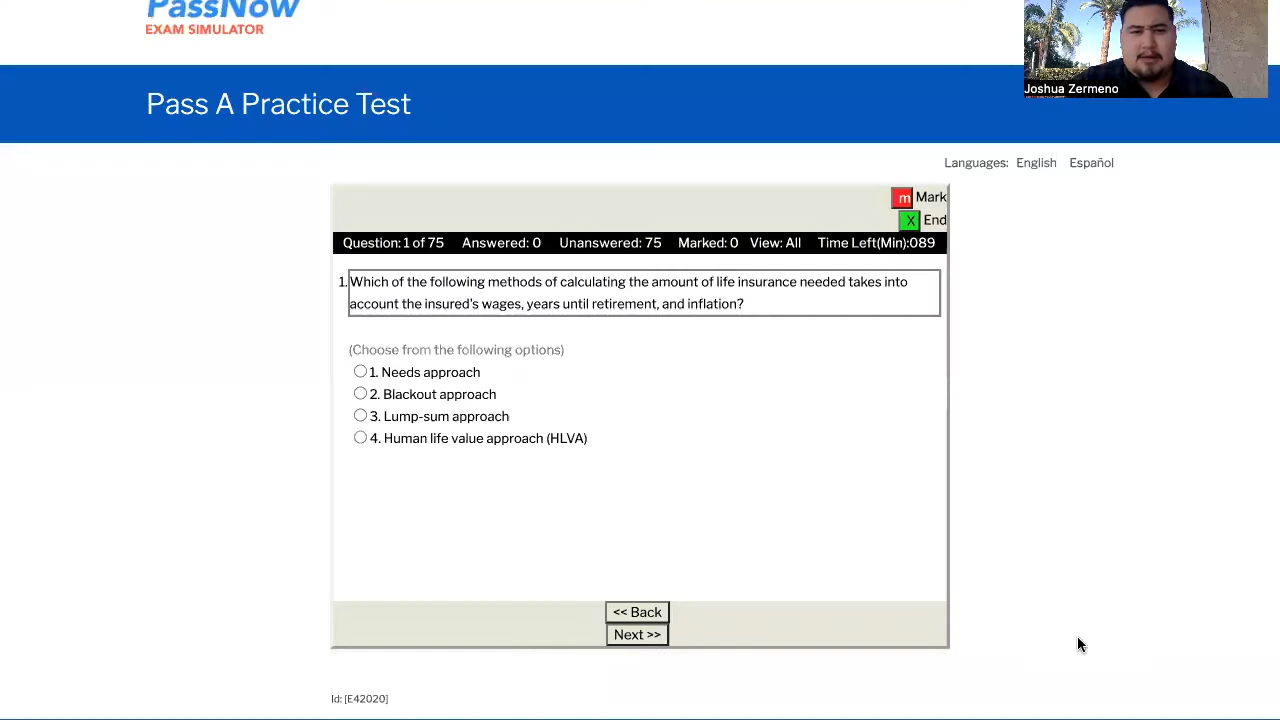 PassNow
EXAM SIMULATOR
Joshua Zermeno
Pass A Practice Test
Languages: English Español
m Mark
X End
Question: 1 of 75 Answered: 0 Unanswered: 75 Marked: 0 View: All Time Left(Min):089
1. Which of the following methods of calculating the amount of life insurance needed takes into
account the insured's wages, years until retirement, and inflation?
(Choose from the following options)
1. Needs approach
2. Blackout approach
3. Lump-sum approach
4. Human life value approach (HLVA)
<< Back
Next >>
Id: [E42020]